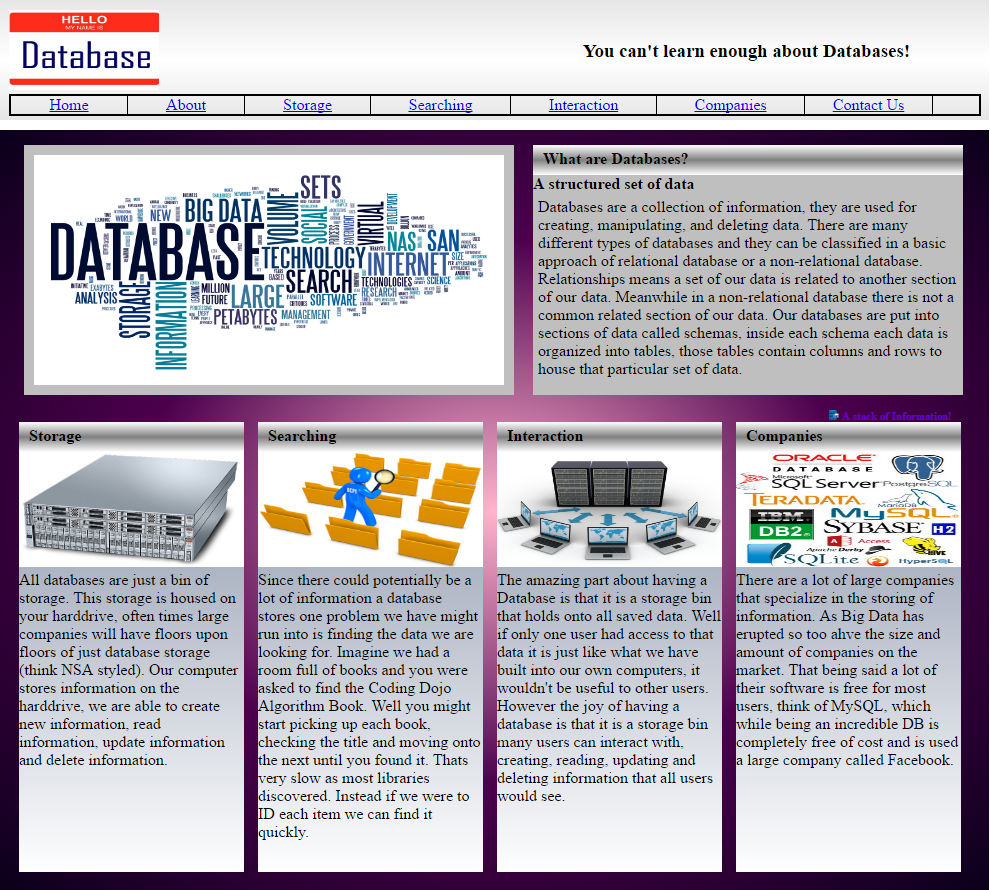 HELLO
MY NAME IS
Database
You can't learn enough about Databases!
Home About Storage Searching Interaction Companies Contact Us
SETS
BIG DATA
NEW
WORLD
VOLUME
SOCIAL
VIRTUAL
DEVELOPMENT
GOVERNMENT
PROCESS
DATABASE
NAS
SAN
TECHNOLOGY
INTERNET
SIZE
SEARCH
TECHNOLOGIES
SCIENCE
RESEARCH
INITIATIVE
EXABYTES
ANALYSIS
STORAGE
INFORMATION
MILLION
FUTURE
LARGE
PARALLEL
CRITIQUES
SOFTWARE
EVERY
PETABYTES
MANAGEMENT
What are Databases?
A structured set of data
Databases are a collection of information, they are used for
creating, manipulating, and deleting data. There are many
different types of databases and they can be classified in a basic
approach of relational database or a non-relational database.
Relationships means a set of our data is related to another section
of our data. Meanwhile in a non-relational database there is not a
common related section of our data. Our databases are put into
sections of data called schemas, inside each schema each data is
organized into tables, those tables contain columns and rows to
house that particular set of data.
A stack of Information!
Storage
All databases are just a bin of
storage. This storage is housed on
your harddrive, often times large
companies will have floors upon
floors of just database storage
(think NSA styled). Our computer
stores information on the
harddrive, we are able to create
new information, read
information, update information
and delete information.
Searching
Since there could potentially be a
lot of information a database
stores one problem we have might
run into is finding the data we are
looking for. Imagine we had a
room full of books and you were
asked to find the Coding Dojo
Algorithm Book. Well you might
start picking up each book,
checking the title and moving onto
the next until you found it. Thats
very slow as most libraries
discovered. Instead if we were to
ID each item we can find it
quickly.
Interaction
The amazing part about having a
Database is that it is a storage bin
that holds onto all saved data. Well
if only one user had access to that
data it is just like what we have
built into our own computers, it
wouldn't be useful to other users.
However the joy of having a
database is that it is a storage bin
many users can interact with,
creating, reading, updating and
deleting information that all users
would see.
Companies
ORACLE
DATABASE
Microsoft
SQL Server
PostgreSQL
TERADATA
MariaDB
MySQL
IBM
DB2
SYBASE
H2
Access
Apache Derby
HIVE
SQLite
HyperSQL
There are a lot of large companies
that specialize in the storing of
information. As Big Data has
erupted so too ahve the size and
amount of companies on the
market. That being said a lot of
their software is free for most
users, think of MySQL, which
while being an incredible DB is
completely free of cost and is used
a large company called Facebook.